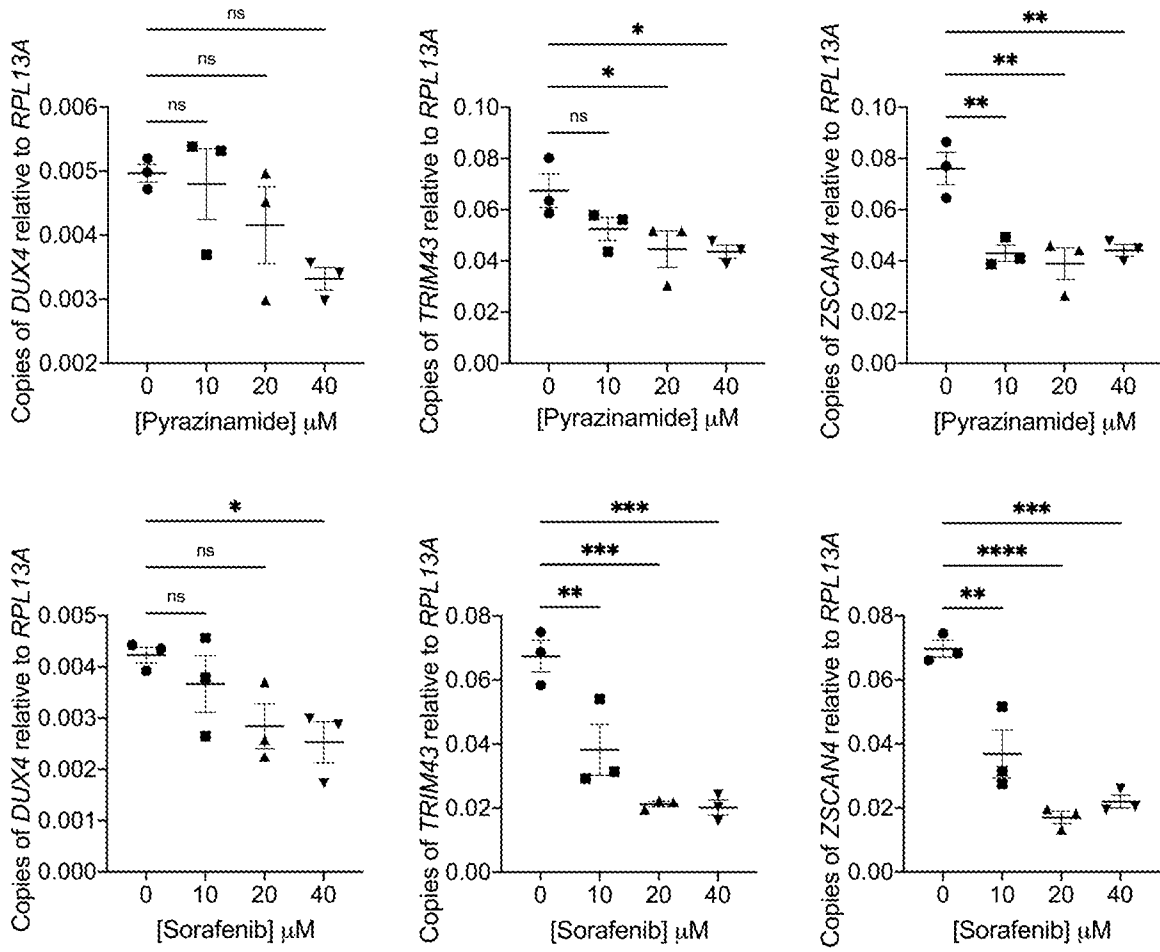 ns
ns
ns
Copies of DUX4 relative to RPL13A
0.006
0.005
0.004
0.003
0.002
0 10 20 40
[Pyrazinamide] μM
*
*
ns
Copies of TRIM43 relative to RPL13A
0.10
0.08
0.06
0.04
0.02
0.00
0 10 20 40
[Pyrazinamide] μM
**
**
**
Copies of ZSCAN4 relative to RPL13A
0.10
0.08
0.06
0.04
0.02
0.00
0 10 20 40
[Pyrazinamide] μM
*
ns
ns
Copies of DUX4 relative to RPL13A
0.005
0.004
0.003
0.002
0.001
0.000
0 10 20 40
[Sorafenib] μM
***
***
**
Copies of TRIM43 relative to RPL13A
0.08
0.06
0.04
0.02
0.00
0 10 20 40
[Sorafenib] μM
***
****
**
Copies of ZSCAN4 relative to RPL13A
0.08
0.06
0.04
0.02
0.00
0 10 20 40
[Sorafenib] μM